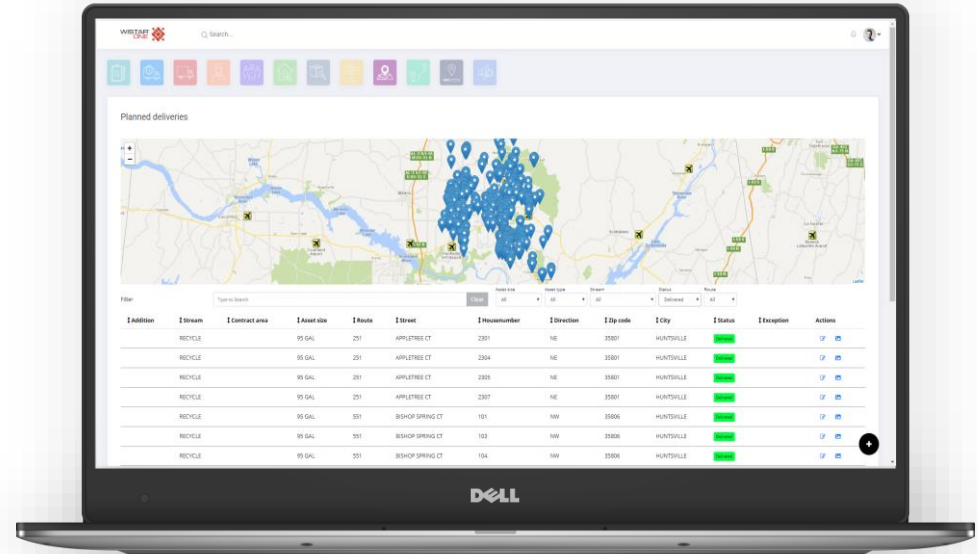 WISTAR
ONE
Search...
Planned deliveries
+
−
Asset size Asset type Stream Status Route
Filter Type to Search Clear All All All Delivered All
Addition Stream Contract area Asset size Route Street Housenumber Direction Zip code City Status Exception Actions
RECYCLE 95 GAL 251 APPLETREE CT 2301 NE 35801 HUNTSVILLE Delivered
RECYCLE 95 GAL 251 APPLETREE CT 2304 NE 35801 HUNTSVILLE Delivered
RECYCLE 95 GAL 251 APPLETREE CT 2305 NE 35801 HUNTSVILLE Delivered
RECYCLE 95 GAL 251 APPLETREE CT 2307 NE 35801 HUNTSVILLE Delivered
RECYCLE 95 GAL 551 BISHOP SPRING CT 101 NW 35806 HUNTSVILLE Delivered
RECYCLE 95 GAL 551 BISHOP SPRING CT 103 NW 35806 HUNTSVILLE Delivered
RECYCLE 95 GAL 551 BISHOP SPRING CT 104 NW 35806 HUNTSVILLE Delivered
+
DELL